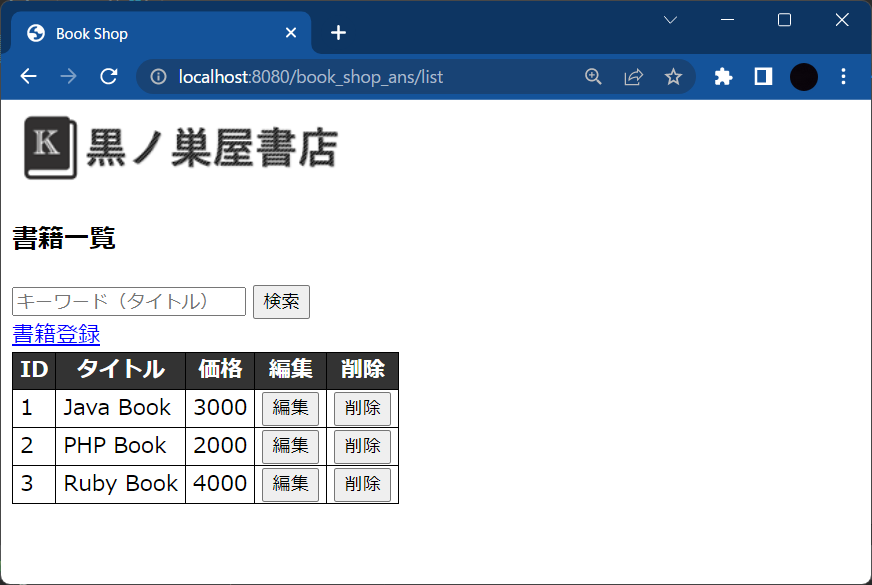 Book Shop
localhost:8080/book_shop_ans/list
K 黒ノ巣屋書店
書籍一覧
キーワード（タイトル） 検索
書籍登録
ID タイトル 価格 編集 削除
1 Java Book 3000 編集 削除
2 PHP Book 2000 編集 削除
3 Ruby Book 4000 編集 削除